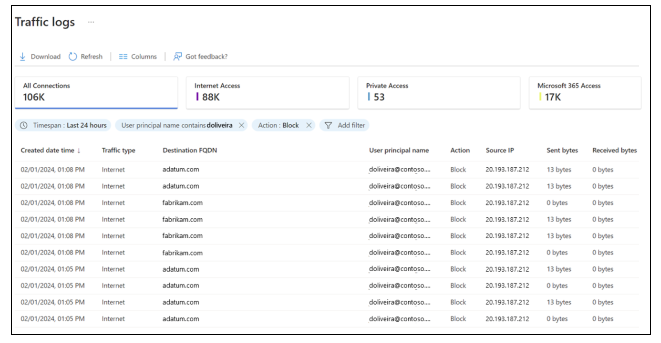 Traffic logs ...
Download Refresh Columns Got feedback?
All Connections Internet Access Private Access Microsoft 365 Access
106K 88K 53 17K
Timespan : Last 24 hours User principal name contains doliveira Action : Block Add filter
Created date time ↓ Traffic type Destination FQDN User principal name Action Source IP Sent bytes Received bytes
02/01/2024, 01:08 PM Internet adatum.com doliveira@contoso.... Block 20.193.187.212 13 bytes 0 bytes
02/01/2024, 01:08 PM Internet adatum.com doliveira@contoso.... Block 20.193.187.212 13 bytes 0 bytes
02/01/2024, 01:08 PM Internet fabrikam.com doliveira@contoso.... Block 20.193.187.212 0 bytes 0 bytes
02/01/2024, 01:08 PM Internet fabrikam.com doliveira@contoso.... Block 20.193.187.212 13 bytes 0 bytes
02/01/2024, 01:08 PM Internet fabrikam.com doliveira@contoso.... Block 20.193.187.212 13 bytes 0 bytes
02/01/2024, 01:08 PM Internet fabrikam.com doliveira@contoso.... Block 20.193.187.212 0 bytes 0 bytes
02/01/2024, 01:05 PM Internet adatum.com doliveira@contoso.... Block 20.193.187.212 13 bytes 0 bytes
02/01/2024, 01:05 PM Internet adatum.com doliveira@contoso.... Block 20.193.187.212 0 bytes 0 bytes
02/01/2024, 01:05 PM Internet adatum.com doliveira@contoso.... Block 20.193.187.212 13 bytes 0 bytes
02/01/2024, 01:05 PM Internet adatum.com doliveira@contoso.... Block 20.193.187.212 0 bytes 0 bytes